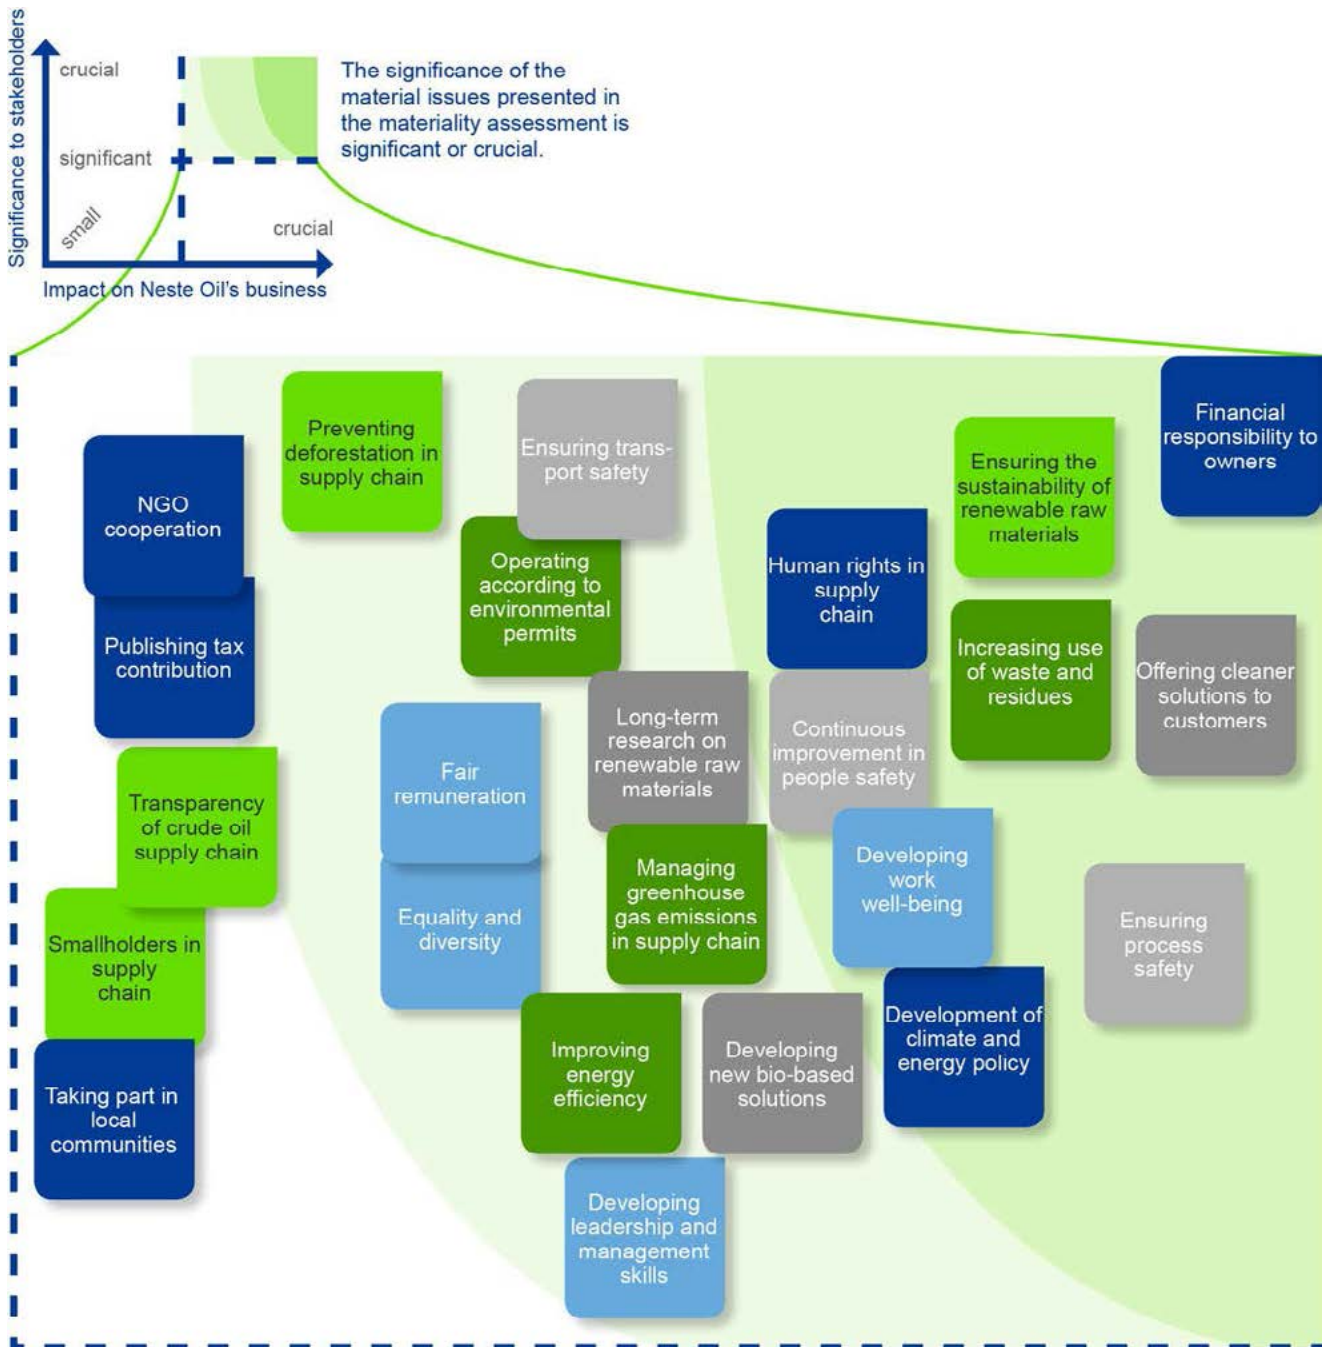 Significance to stakeholders
crucial
significant
small
crucial
Impact on Neste Oil's business
The significance of the
material issues presented in
the materiality assessment is
significant or crucial.
NGO
cooperation
Publishing tax
contribution
Transparency
of crude oil
supply chain
Smallholders in
supply
chain
Taking part in
local
communities
Preventing
deforestation in
supply chain
Ensuring trans-
port safety
Operating
according to
environmental
permits
Fair
remuneration
Equality and
diversity
Long-term
research on
renewable raw
materials
Managing
greenhouse
gas emissions
in supply chain
Improving
energy
efficiency
Developing
new bio-based
solutions
Developing
leadership and
management
skills
Human rights in
supply
chain
Continuous
improvement in
people safety
Developing
work
well-being
Development of
climate and
energy policy
Ensuring the
sustainability of
renewable raw
materials
Increasing use
of waste and
residues
Financial
responsibility to
owners
Offering cleaner
solutions to
customers
Ensuring
process
safety